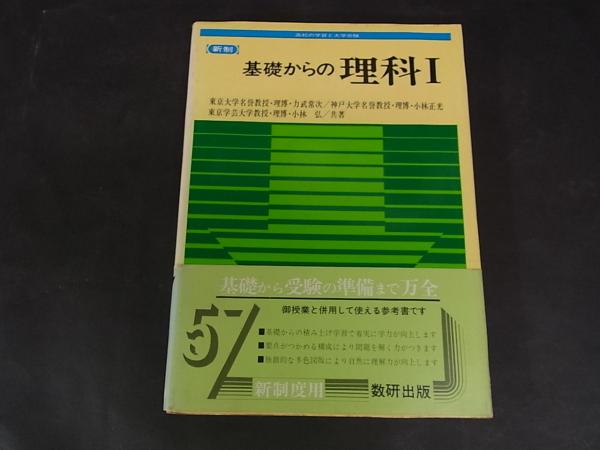 高校の学習と大学受験
新制
基礎からの 理科Ⅰ
東京大学名誉教授・理博・力武常次／神戸大学名誉教授・理博・小林正光
東京学芸大学教授・理博・小林 弘／共著
基礎から受験の準備まで万全
御授業と併用して使える参考書です
57
■基礎からの積み上げ学習で着実に学力が向上します
■要点がつかめる構成により問題を解く力がつきます
■独創的な多色図版により自然に理解力が向上します
新制度用
数研出版